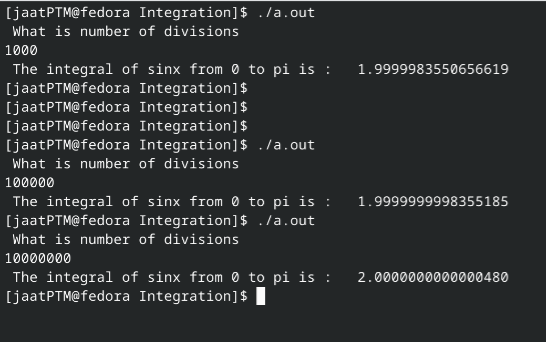 [jaatPTM@fedora Integration]$ ./a.out
 What is number of divisions
1000
 The integral of sinx from 0 to pi is :   1.9999983550656619
[jaatPTM@fedora Integration]$
[jaatPTM@fedora Integration]$
[jaatPTM@fedora Integration]$
[jaatPTM@fedora Integration]$ ./a.out
 What is number of divisions
100000
 The integral of sinx from 0 to pi is :   1.9999999998355185
[jaatPTM@fedora Integration]$ ./a.out
 What is number of divisions
10000000
 The integral of sinx from 0 to pi is :   2.0000000000000480
[jaatPTM@fedora Integration]$